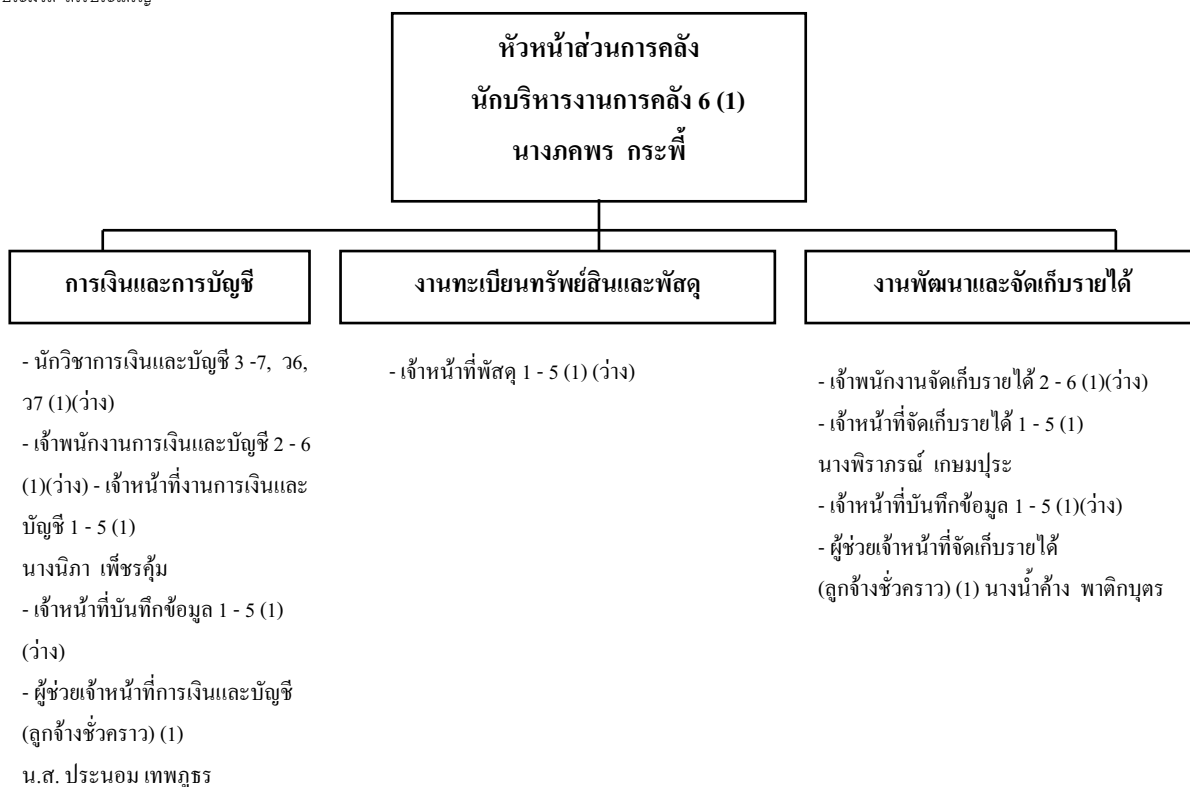 หัวหน้าส่วนการคลัง
นักบริหารงานการคลัง 6 (1)
นางภคพร กระพี้
การเงินและการบัญชี
- นักวิชาการเงินและบัญชี 3 -7, ว6,
ว7 (1)(ว่าง)
- เจ้าพนักงานการเงินและบัญชี 2 - 6
(1)(ว่าง) - เจ้าหน้าที่งานการเงินและ
บัญชี 1 - 5 (1)
นางนิภา เพ็ชรคุ้ม
- เจ้าหน้าที่บันทึกข้อมูล 1 - 5 (1)
(ว่าง)
- ผู้ช่วยเจ้าหน้าที่การเงินและบัญชี
(ลูกจ้างชั่วคราว) (1)
น.ส. ประนอม เทพภูธร
งานทะเบียนทรัพย์สินและพัสดุ
- เจ้าหน้าที่พัสดุ 1 - 5 (1) (ว่าง)
งานพัฒนาและจัดเก็บรายได้
- เจ้าพนักงานจัดเก็บรายได้ 2 - 6 (1)(ว่าง)
- เจ้าหน้าที่จัดเก็บรายได้ 1 - 5 (1)
นางพิราภรณ์ เกษมปุระ
- เจ้าหน้าที่บันทึกข้อมูล 1 - 5 (1)(ว่าง)
- ผู้ช่วยเจ้าหน้าที่จัดเก็บรายได้
(ลูกจ้างชั่วคราว) (1) นางน้ำค้าง พาติกบุตร